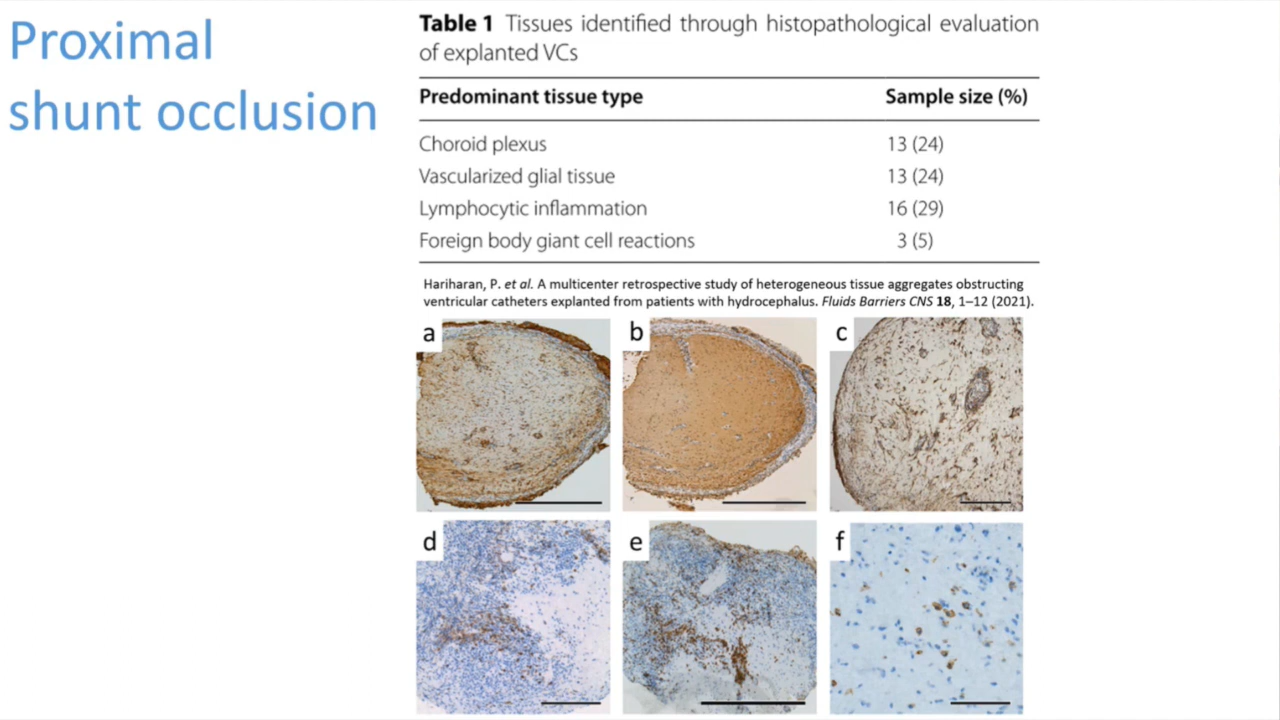 Proximal
shunt occlusion
Table 1 Tissues identified through histopathological evaluation
of explanted VCs
Predominant tissue type Sample size (%)
Choroid plexus 13 (24)
Vascularized glial tissue 13 (24)
Lymphocytic inflammation 16 (29)
Foreign body giant cell reactions 3 (5)
Hariharan, P. et al. A multicenter retrospective study of heterogeneous tissue aggregates obstructing
ventricular catheters explanted from patients with hydrocephalus. Fluids Barriers CNS 18, 1–12 (2021).
a b c
d e f